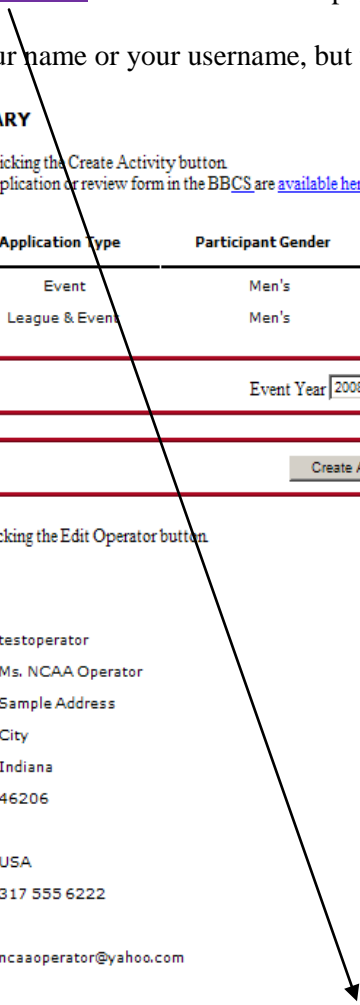 ur name or your username, but
ARY
icking the Create Activity button.
plication or review form in the BBCS are available her
Application Type Participant Gender
Event Men's
League & Event Men's
Event Year 2008
Create A
cking the Edit Operator button.
testoperator
Ms. NCAA Operator
Sample Address
City
Indiana
46206
USA
317 555 6222
ncaaoperator@yahoo.com